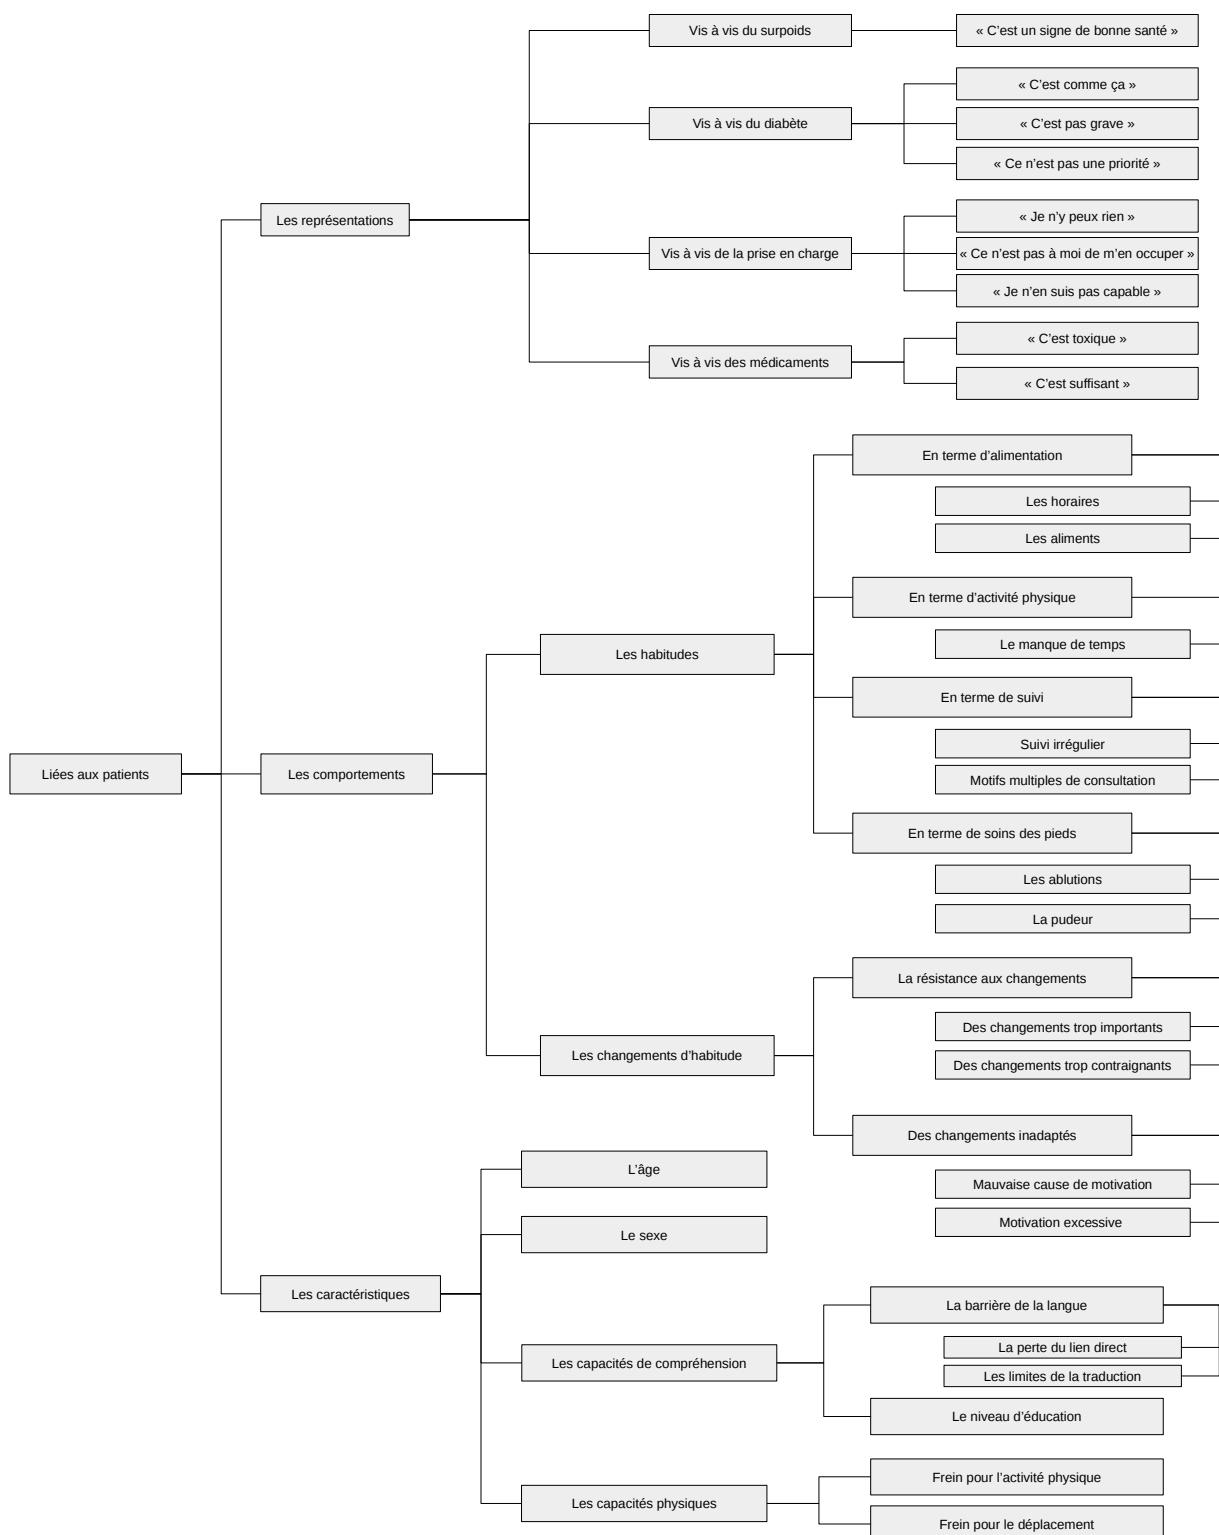 Vis à vis du surpoids
« C’est un signe de bonne santé »
« C’est comme ça »
Vis à vis du diabète
« C’est pas grave »
« Ce n’est pas une priorité »
Les représentations
« Je n’y peux rien »
Vis à vis de la prise en charge
« Ce n’est pas à moi de m’en occuper »
« Je n’en suis pas capable »
« C’est toxique »
Vis à vis des médicaments
« C’est suffisant »
En terme d’alimentation
Les horaires
Les aliments
En terme d’activité physique
Le manque de temps
Les habitudes
En terme de suivi
Suivi irrégulier
Liées aux patients
Les comportements
Motifs multiples de consultation
En terme de soins des pieds
Les ablutions
La pudeur
La résistance aux changements
Des changements trop importants
Les changements d’habitude
Des changements trop contraignants
Des changements inadaptés
L’âge
Mauvaise cause de motivation
Motivation excessive
Le sexe
Les caractéristiques
La barrière de la langue
La perte du lien direct
Les capacités de compréhension
Les limites de la traduction
Le niveau d’éducation
Frein pour l’activité physique
Les capacités physiques
Frein pour le déplacement